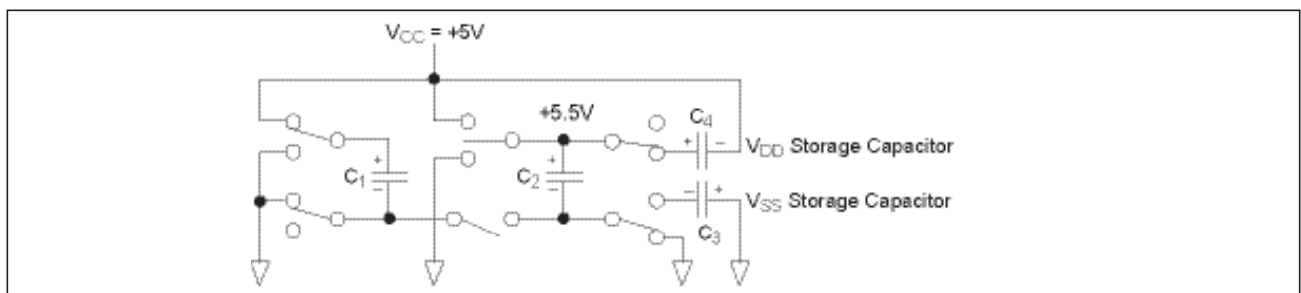 V_CC = +5V
+5.5V
C_4
+
−
V_DD Storage Capacitor
+
C_1
−
+
C_2
−
−
+
V_SS Storage Capacitor
C_3